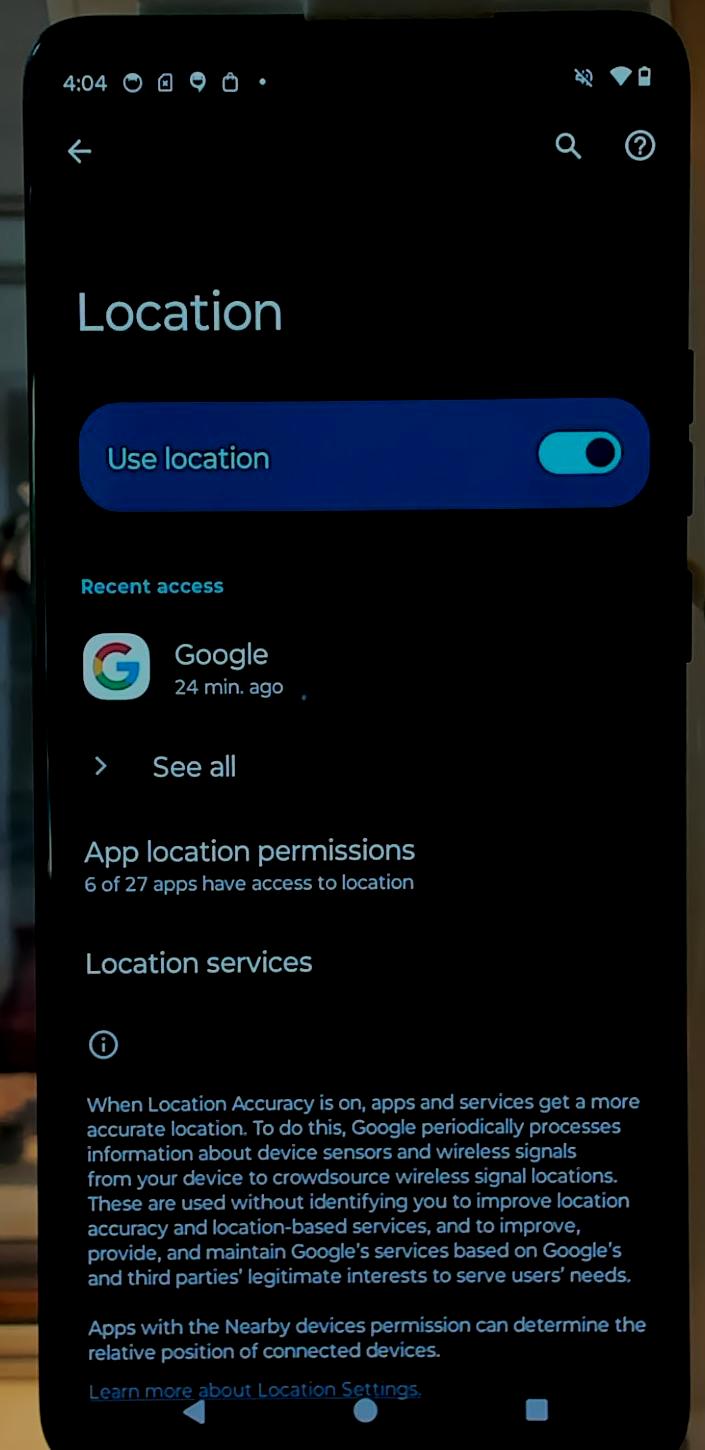 4:04
Location
Use location
Recent access
Google
24 min. ago
See all
App location permissions
6 of 27 apps have access to location
Location services
When Location Accuracy is on, apps and services get a more
accurate location. To do this, Google periodically processes
information about device sensors and wireless signals
from your device to crowdsource wireless signal locations.
These are used without identifying you to improve location
accuracy and location-based services, and to improve,
provide, and maintain Google's services based on Google's
and third parties' legitimate interests to serve users' needs.
Apps with the Nearby devices permission can determine the
relative position of connected devices.
Learn more about Location Settings.